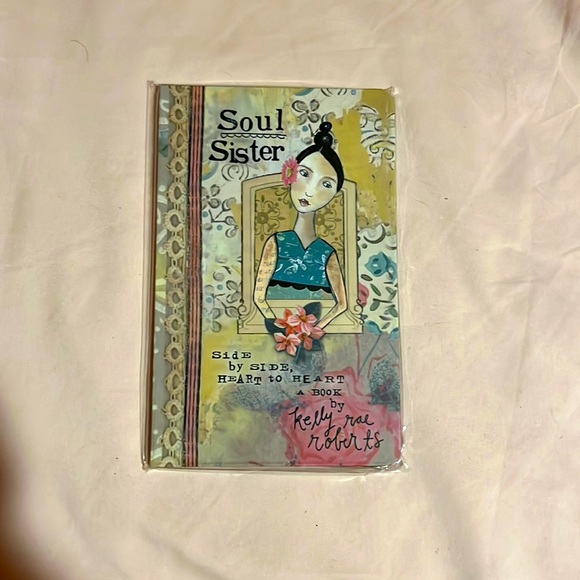 Soul
Sister
Side
by SIDE,
HEART to HEART
A BOOK
by
kelly rae
roberts